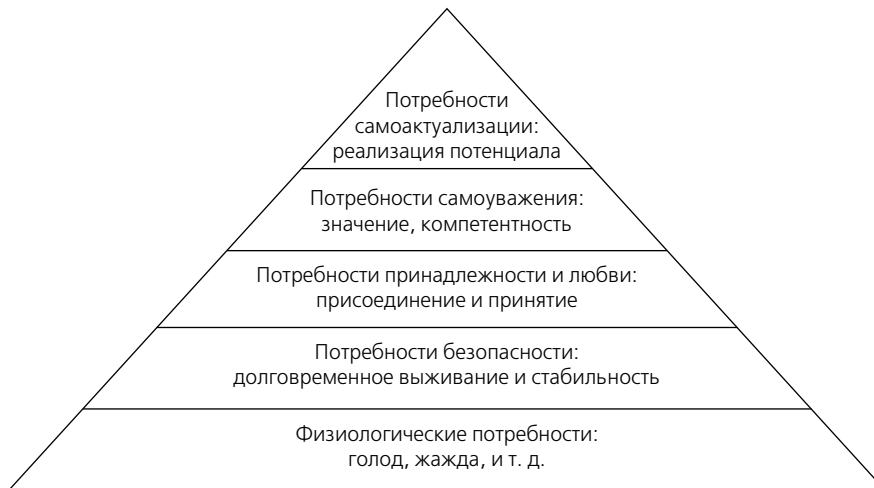 Потребности
самоактуализации:
реализация потенциала
Потребности самоуважения:
значение, компетентность
Потребности принадлежности и любви:
присоединение и принятие
Потребности безопасности:
долговременное выживание и стабильность
Физиологические потребности:
голод, жажда, и т. д.